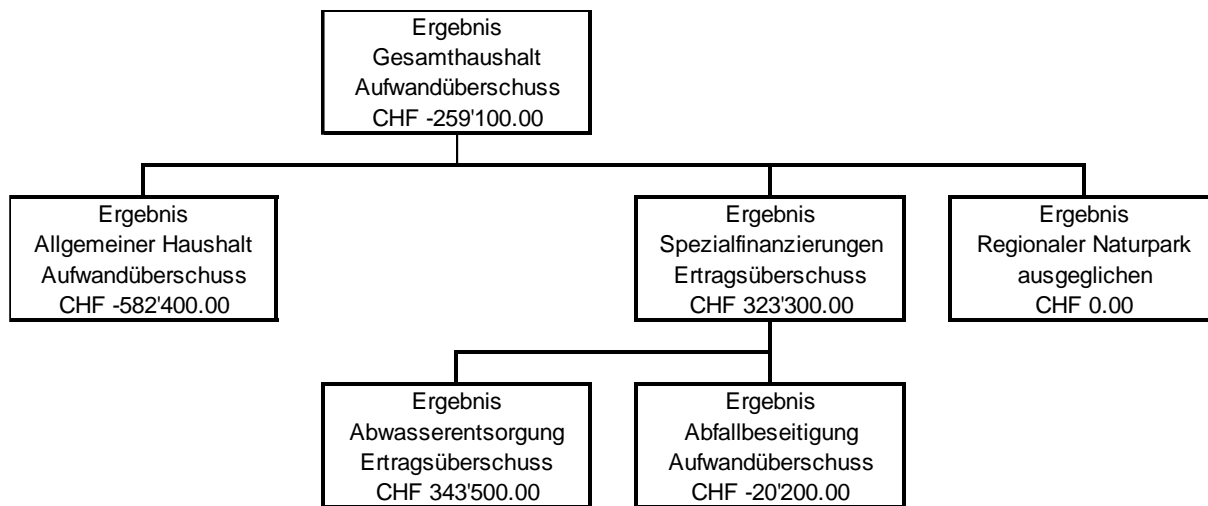 Ergebnis
Gesamthaushalt
Aufwandüberschuss
CHF -259'100.00
Ergebnis
Allgemeiner Haushalt
Aufwandüberschuss
CHF -582'400.00
Ergebnis
Spezialfinanzierungen
Ertragsüberschuss
CHF 323'300.00
Ergebnis
Regionaler Naturpark
ausgeglichen
CHF 0.00
Ergebnis
Abwasserentsorgung
Ertragsüberschuss
CHF 343'500.00
Ergebnis
Abfallbeseitigung
Aufwandüberschuss
CHF -20'200.00